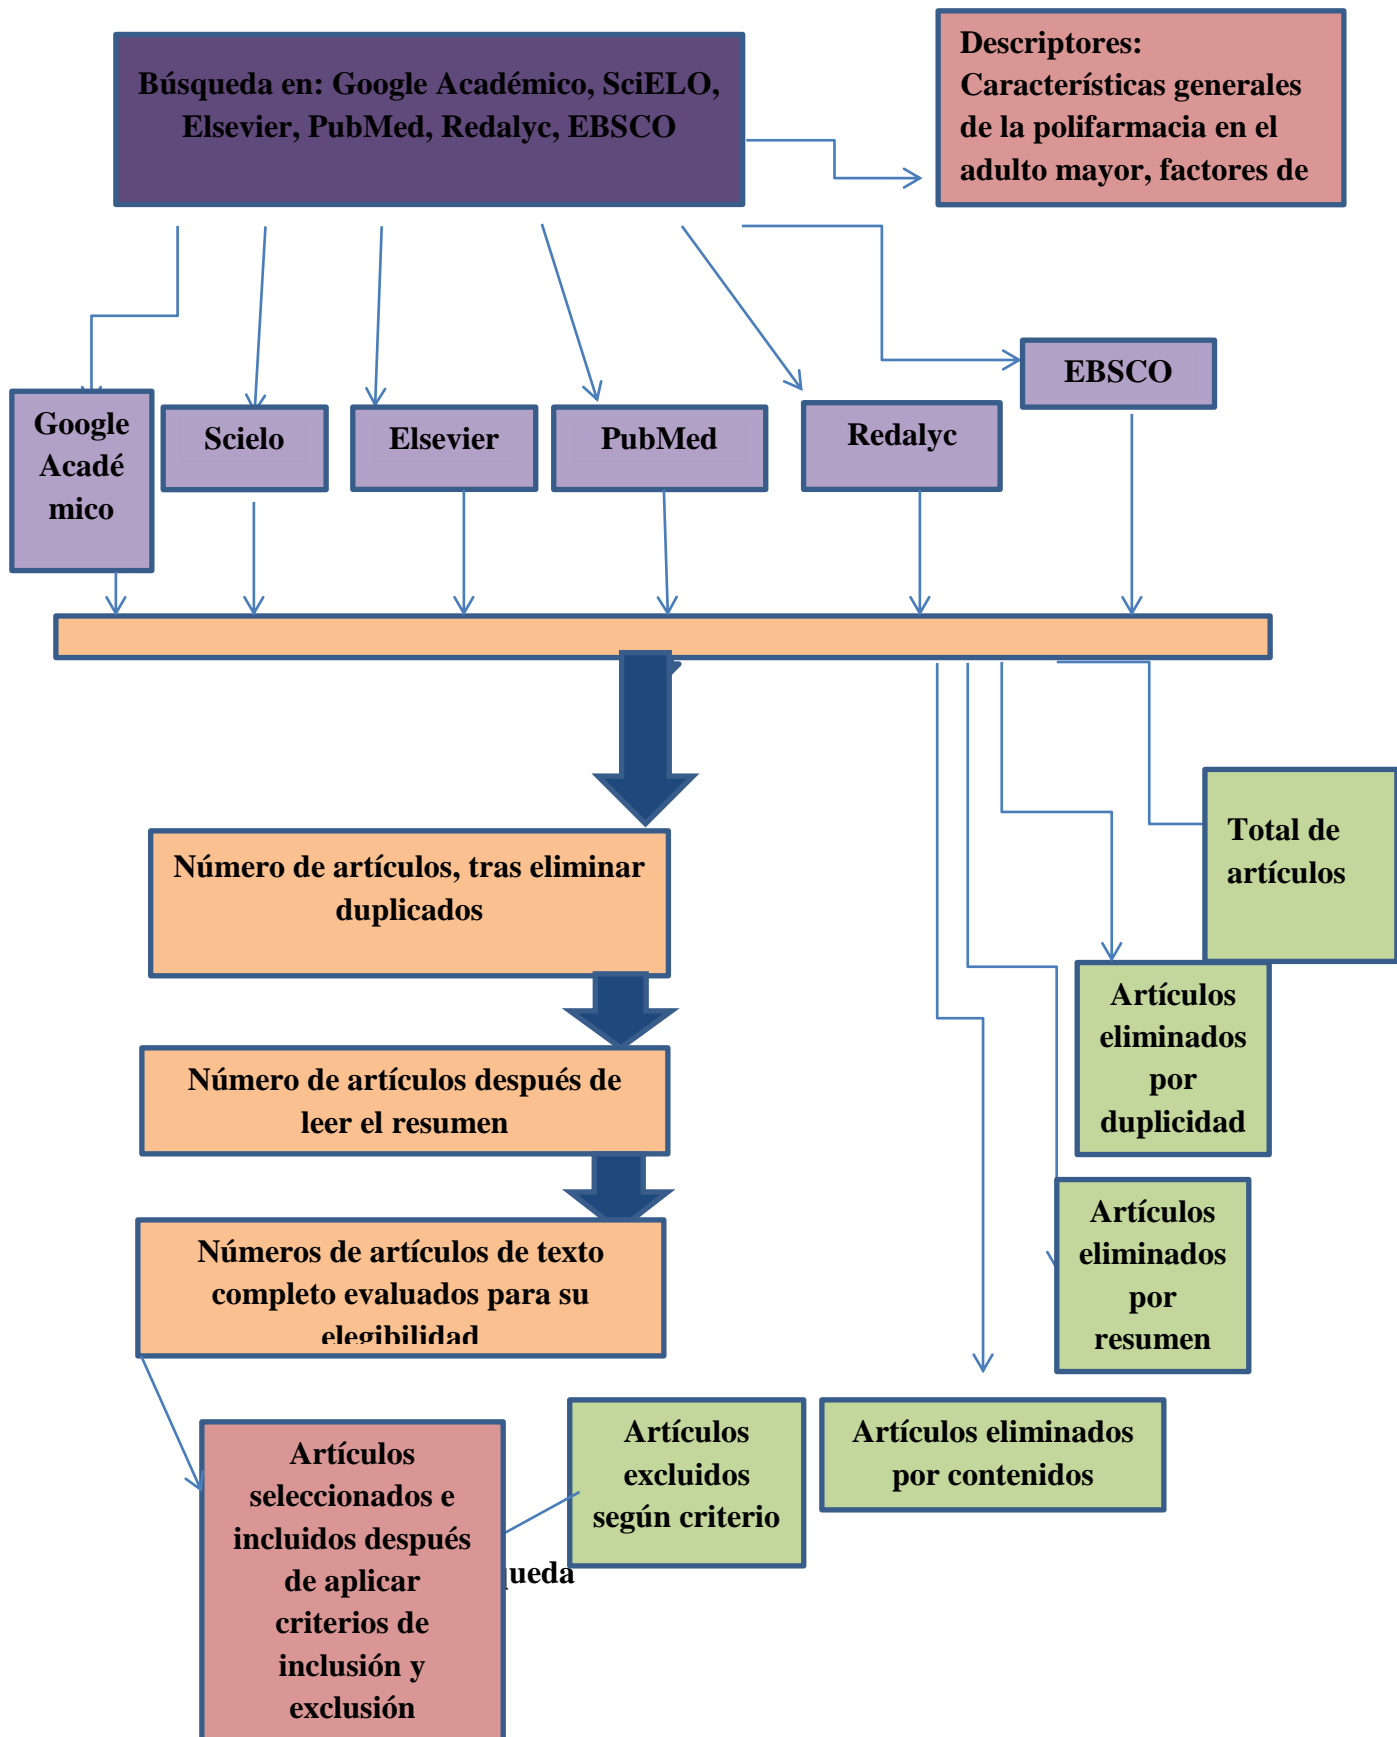 Búsqueda en: Google Académico, SciELO,
Elsevier, PubMed, Redalyc, EBSCO
Descriptores:
Características generales
de la polifarmacia en el
adulto mayor, factores de
Google
Acadé
mico
Scielo
Elsevier
PubMed
Redalyc
EBSCO
Número de artículos, tras eliminar
duplicados
Total de
artículos
Artículos
eliminados
por
duplicidad
Número de artículos después de
leer el resumen
Artículos
eliminados
por
resumen
Números de artículos de texto
completo evaluados para su
elegibilidad
Artículos
seleccionados e
incluidos después
de aplicar
criterios de
inclusión y
exclusión
Artículos
excluidos
según criterio
Artículos eliminados
por contenidos
ueda